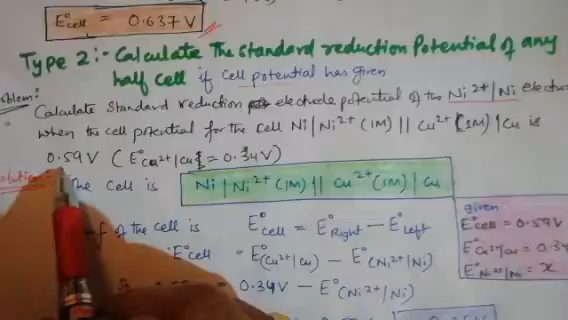 E°cell = 0.637 V
Type 2:- Calculate The standard reduction Potential of any
half cell if cell potential has given
Calculate standard reduction electrode potential of the Ni²⁺|Ni
when the cell potential for the cell Ni|Ni²⁺(1M) || Cu²⁺(1M)|Cu is
0.59V (E°Cu²⁺|Cu = 0.34V)
The cell is Ni|Ni²⁺(1M) || Cu²⁺(1M)|Cu
of the cell is E°cell = E°Right − E°Left
E°cell = E°(Cu²⁺|Cu) − E°(Ni²⁺/Ni)
= 0.34V − E°(Ni²⁺/Ni)
given
E°cell = 0.59V
E°Cu²⁺/Cu = 0.34
E°Ni²⁺/Ni = x